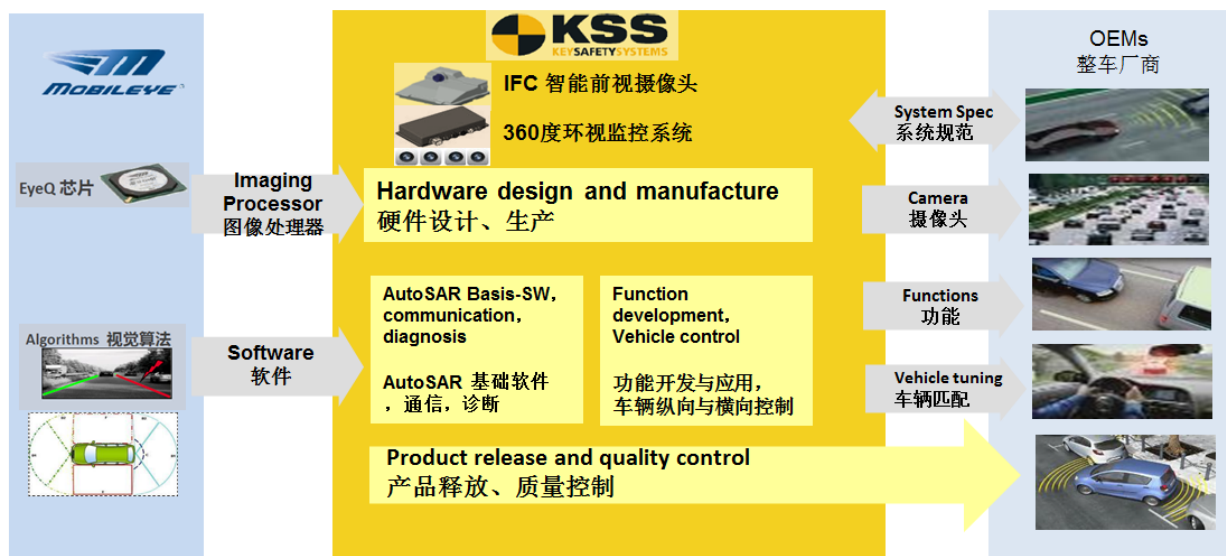 MOBILEYE
EyeQ 芯片
Algorithms 视觉算法
Imaging
Processor
图像处理器
Software
软件
KSS
KEYSAFETYSYSTEMS
IFC 智能前视摄像头
360度环视监控系统
Hardware design and manufacture
硬件设计、生产
AutoSAR Basis-SW,
communication,
diagnosis
AutoSAR 基础软件
，通信，诊断
Function
development,
Vehicle control
功能开发与应用，
车辆纵向与横向控制
Product release and quality control
产品释放、质量控制
System Spec
系统规范
Camera
摄像头
Functions
功能
Vehicle tuning
车辆匹配
OEMs
整车厂商